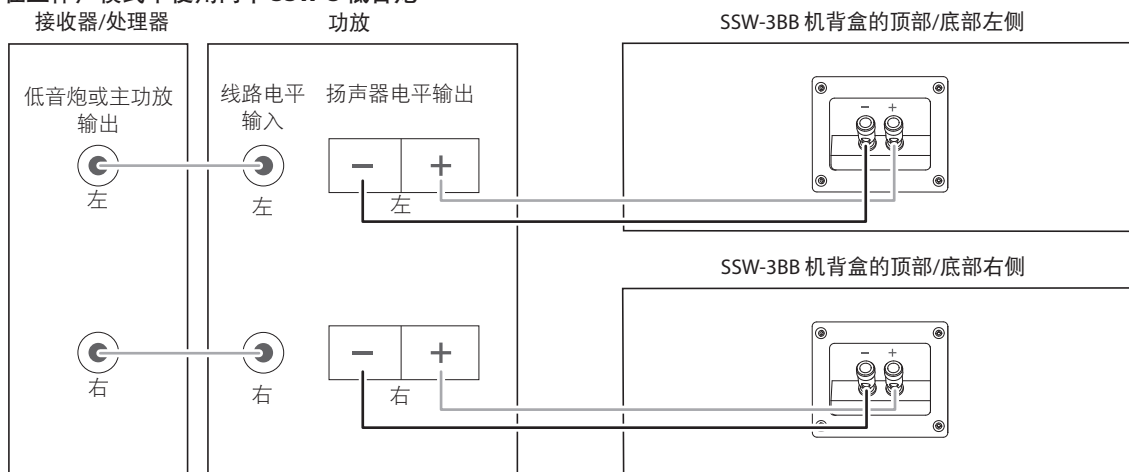 接收器/处理器
功放
SSW-3BB 机背盒的顶部/底部左侧
低音炮或主功放
输出
线路电平
输入
扬声器电平输出
− +
− +
左
左
左
SSW-3BB 机背盒的顶部/底部右侧
− +
− +
右
右
右